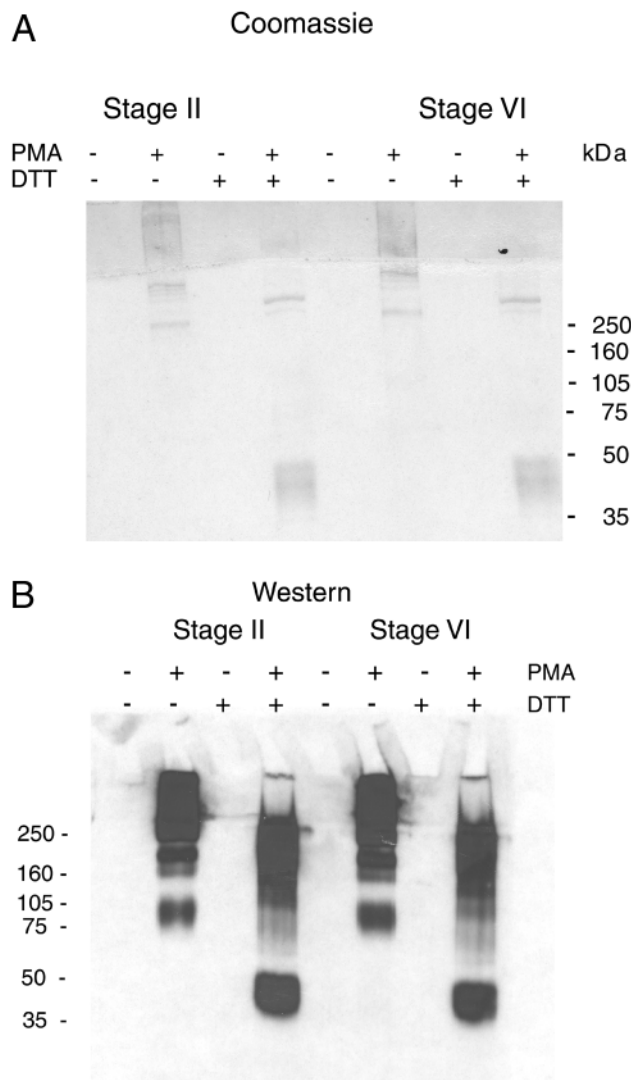 A Coomassie
Stage II Stage VI
PMA - + - + - + - + kDa
DTT - - + + - - + +
- 250
- 160
- 105
- 75
- 50
- 35
B Western
Stage II Stage VI
- + - + - + - + PMA
- - + + - - + + DTT
250 -
160 -
105 -
75 -
50 -
35 -